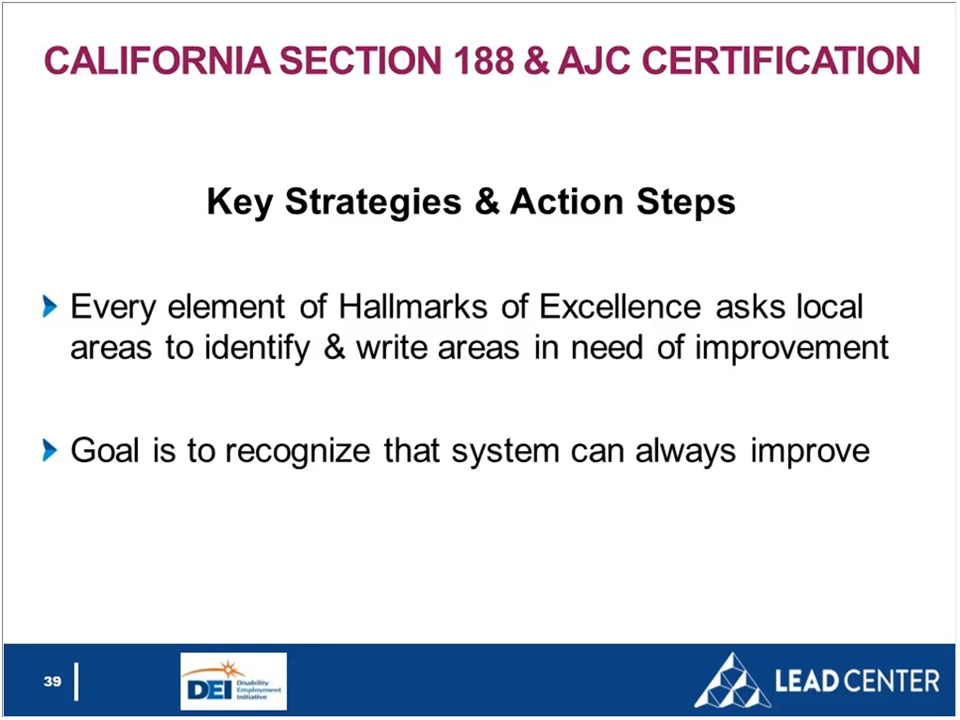 CALIFORNIA SECTION 188 & AJC CERTIFICATION
Key Strategies & Action Steps
Every element of Hallmarks of Excellence asks local
areas to identify & write areas in need of improvement
Goal is to recognize that system can always improve
39
DEI
Disability
Employment
Initiative
LEAD CENTER